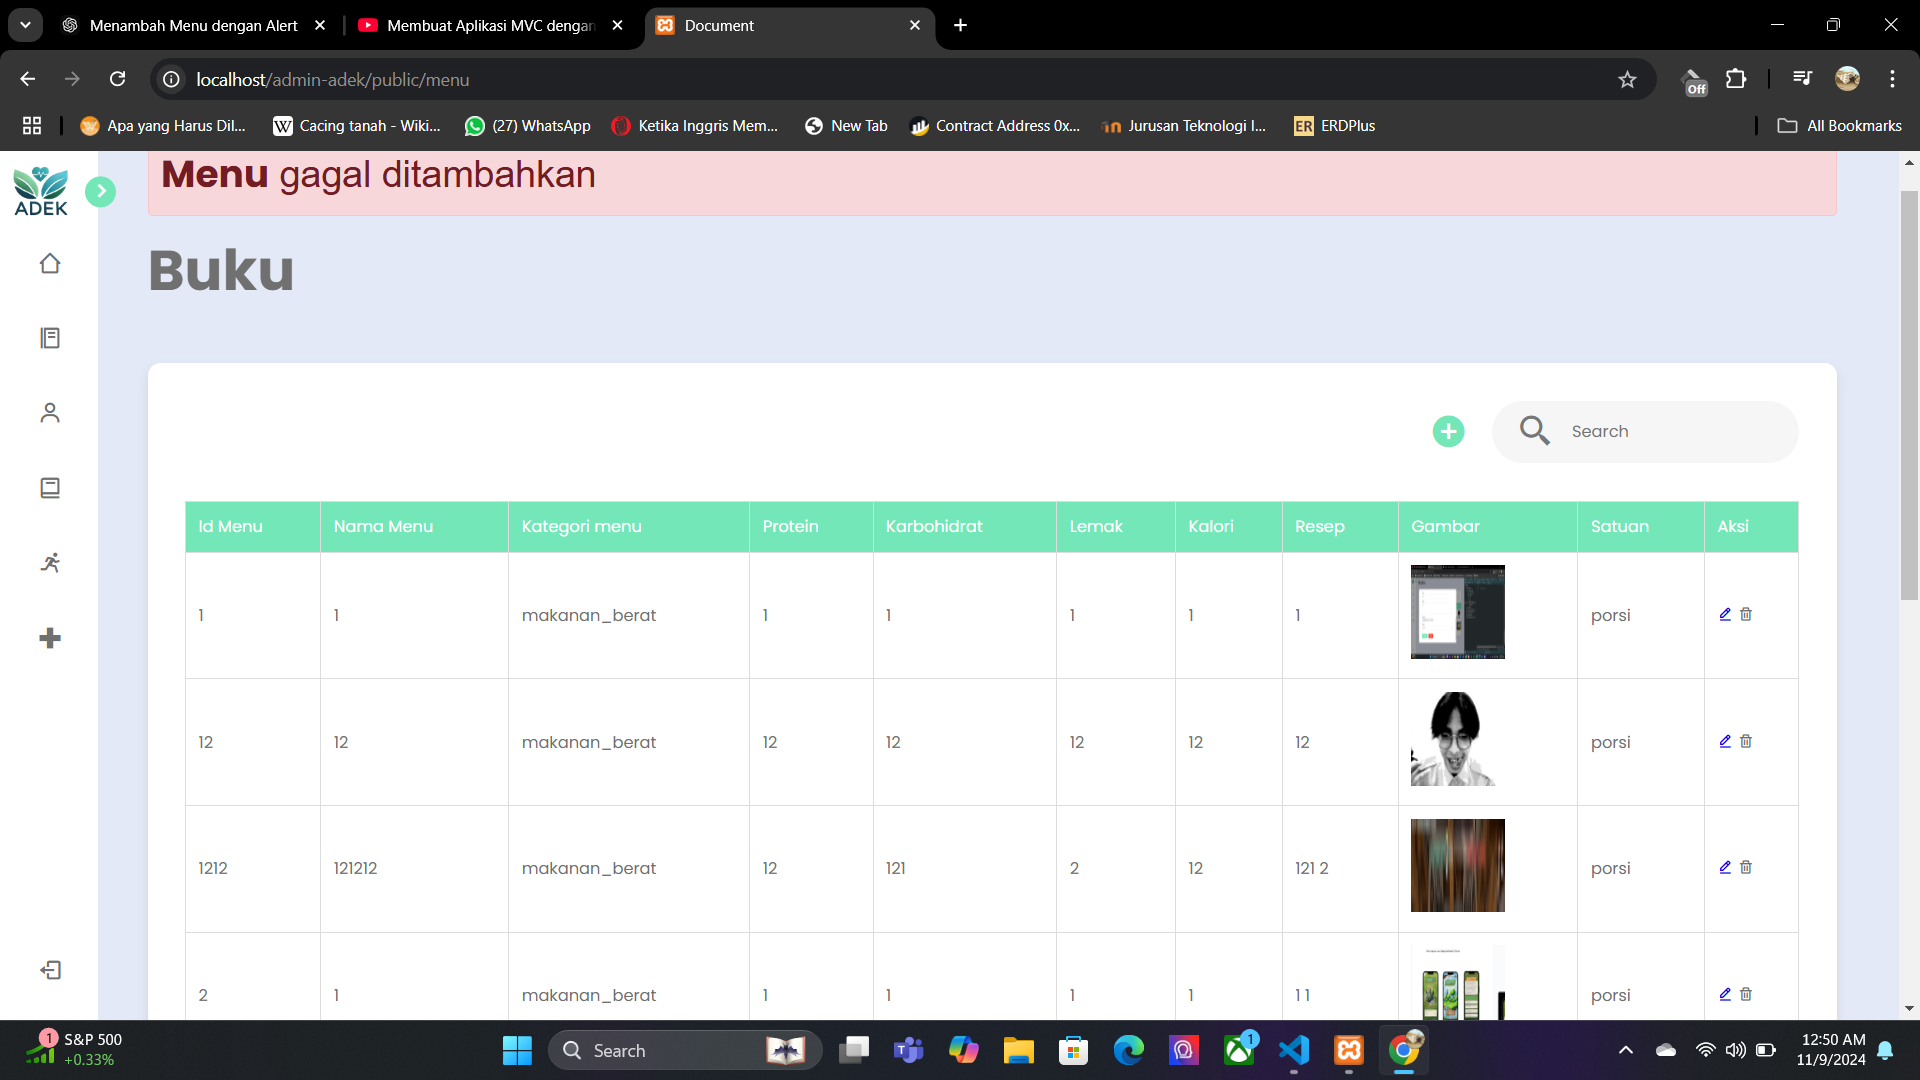 Menambah Menu dengan Alert
Membuat Aplikasi MVC dengan
Document
localhost/admin-adek/public/menu
Off
Apa yang Harus Dil...
W Cacing tanah - Wiki...
(27) WhatsApp
Ketika Inggris Mem...
New Tab
Contract Address 0x...
Jurusan Teknologi I...
ER ERDPlus
All Bookmarks
ADEK
Menu gagal ditambahkan
Buku
Search
Id Menu Nama Menu Kategori menu Protein Karbohidrat Lemak Kalori Resep Gambar Satuan Aksi
1 1 makanan_berat 1 1 1 1 1 porsi
12 12 makanan_berat 12 12 12 12 12 porsi
1212 121212 makanan_berat 12 121 2 12 121 2 porsi
2 1 makanan_berat 1 1 1 1 1 1 porsi
1
S&P 500
+0.33%
Search
1
12:50 AM
11/9/2024